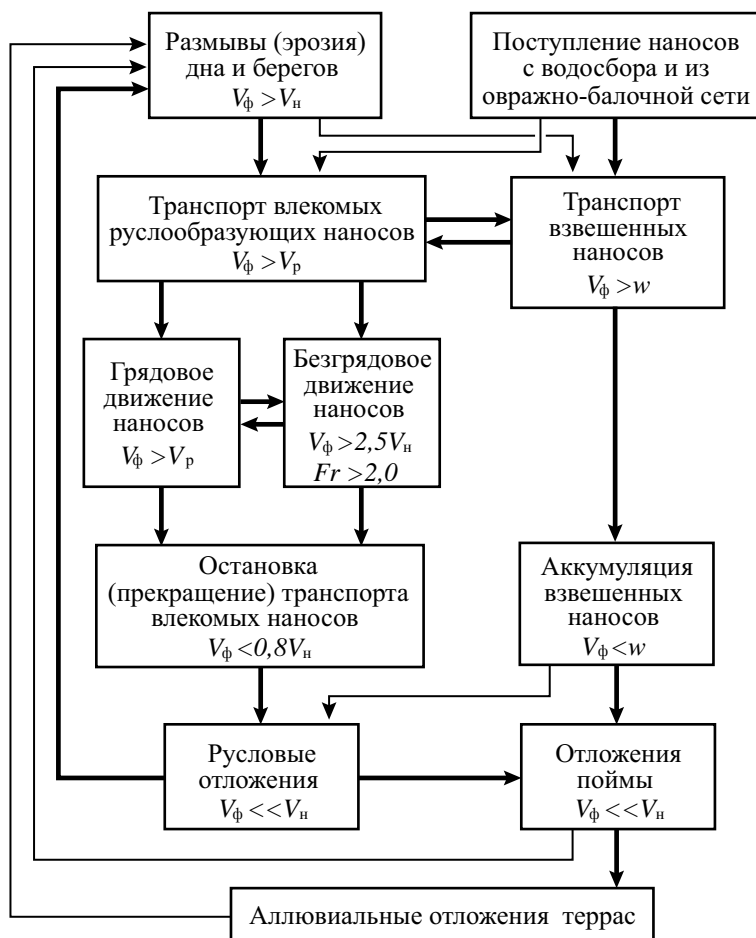 Размывы (эрозия)
дна и берегов
Vф >Vн
Поступление наносов
с водосбора и из
овражно-балочной сети
Транспорт влекомых
руслообразующих наносов
Vф >Vр
Транспорт
взвешенных
наносов
Vф >w
Грядовое
движение
наносов
Vф >Vр
Безгрядовое
движение
наносов
Vф >2,5Vн
Fr >2,0
Остановка
(прекращение) транспорта
влекомых наносов
Vф <0,8Vн
Аккумуляция
взвешенных
наносов
Vф <w
Русловые
отложения
Vф <<Vн
Отложения
поймы
Vф <<Vн
Аллювиальные отложения террас